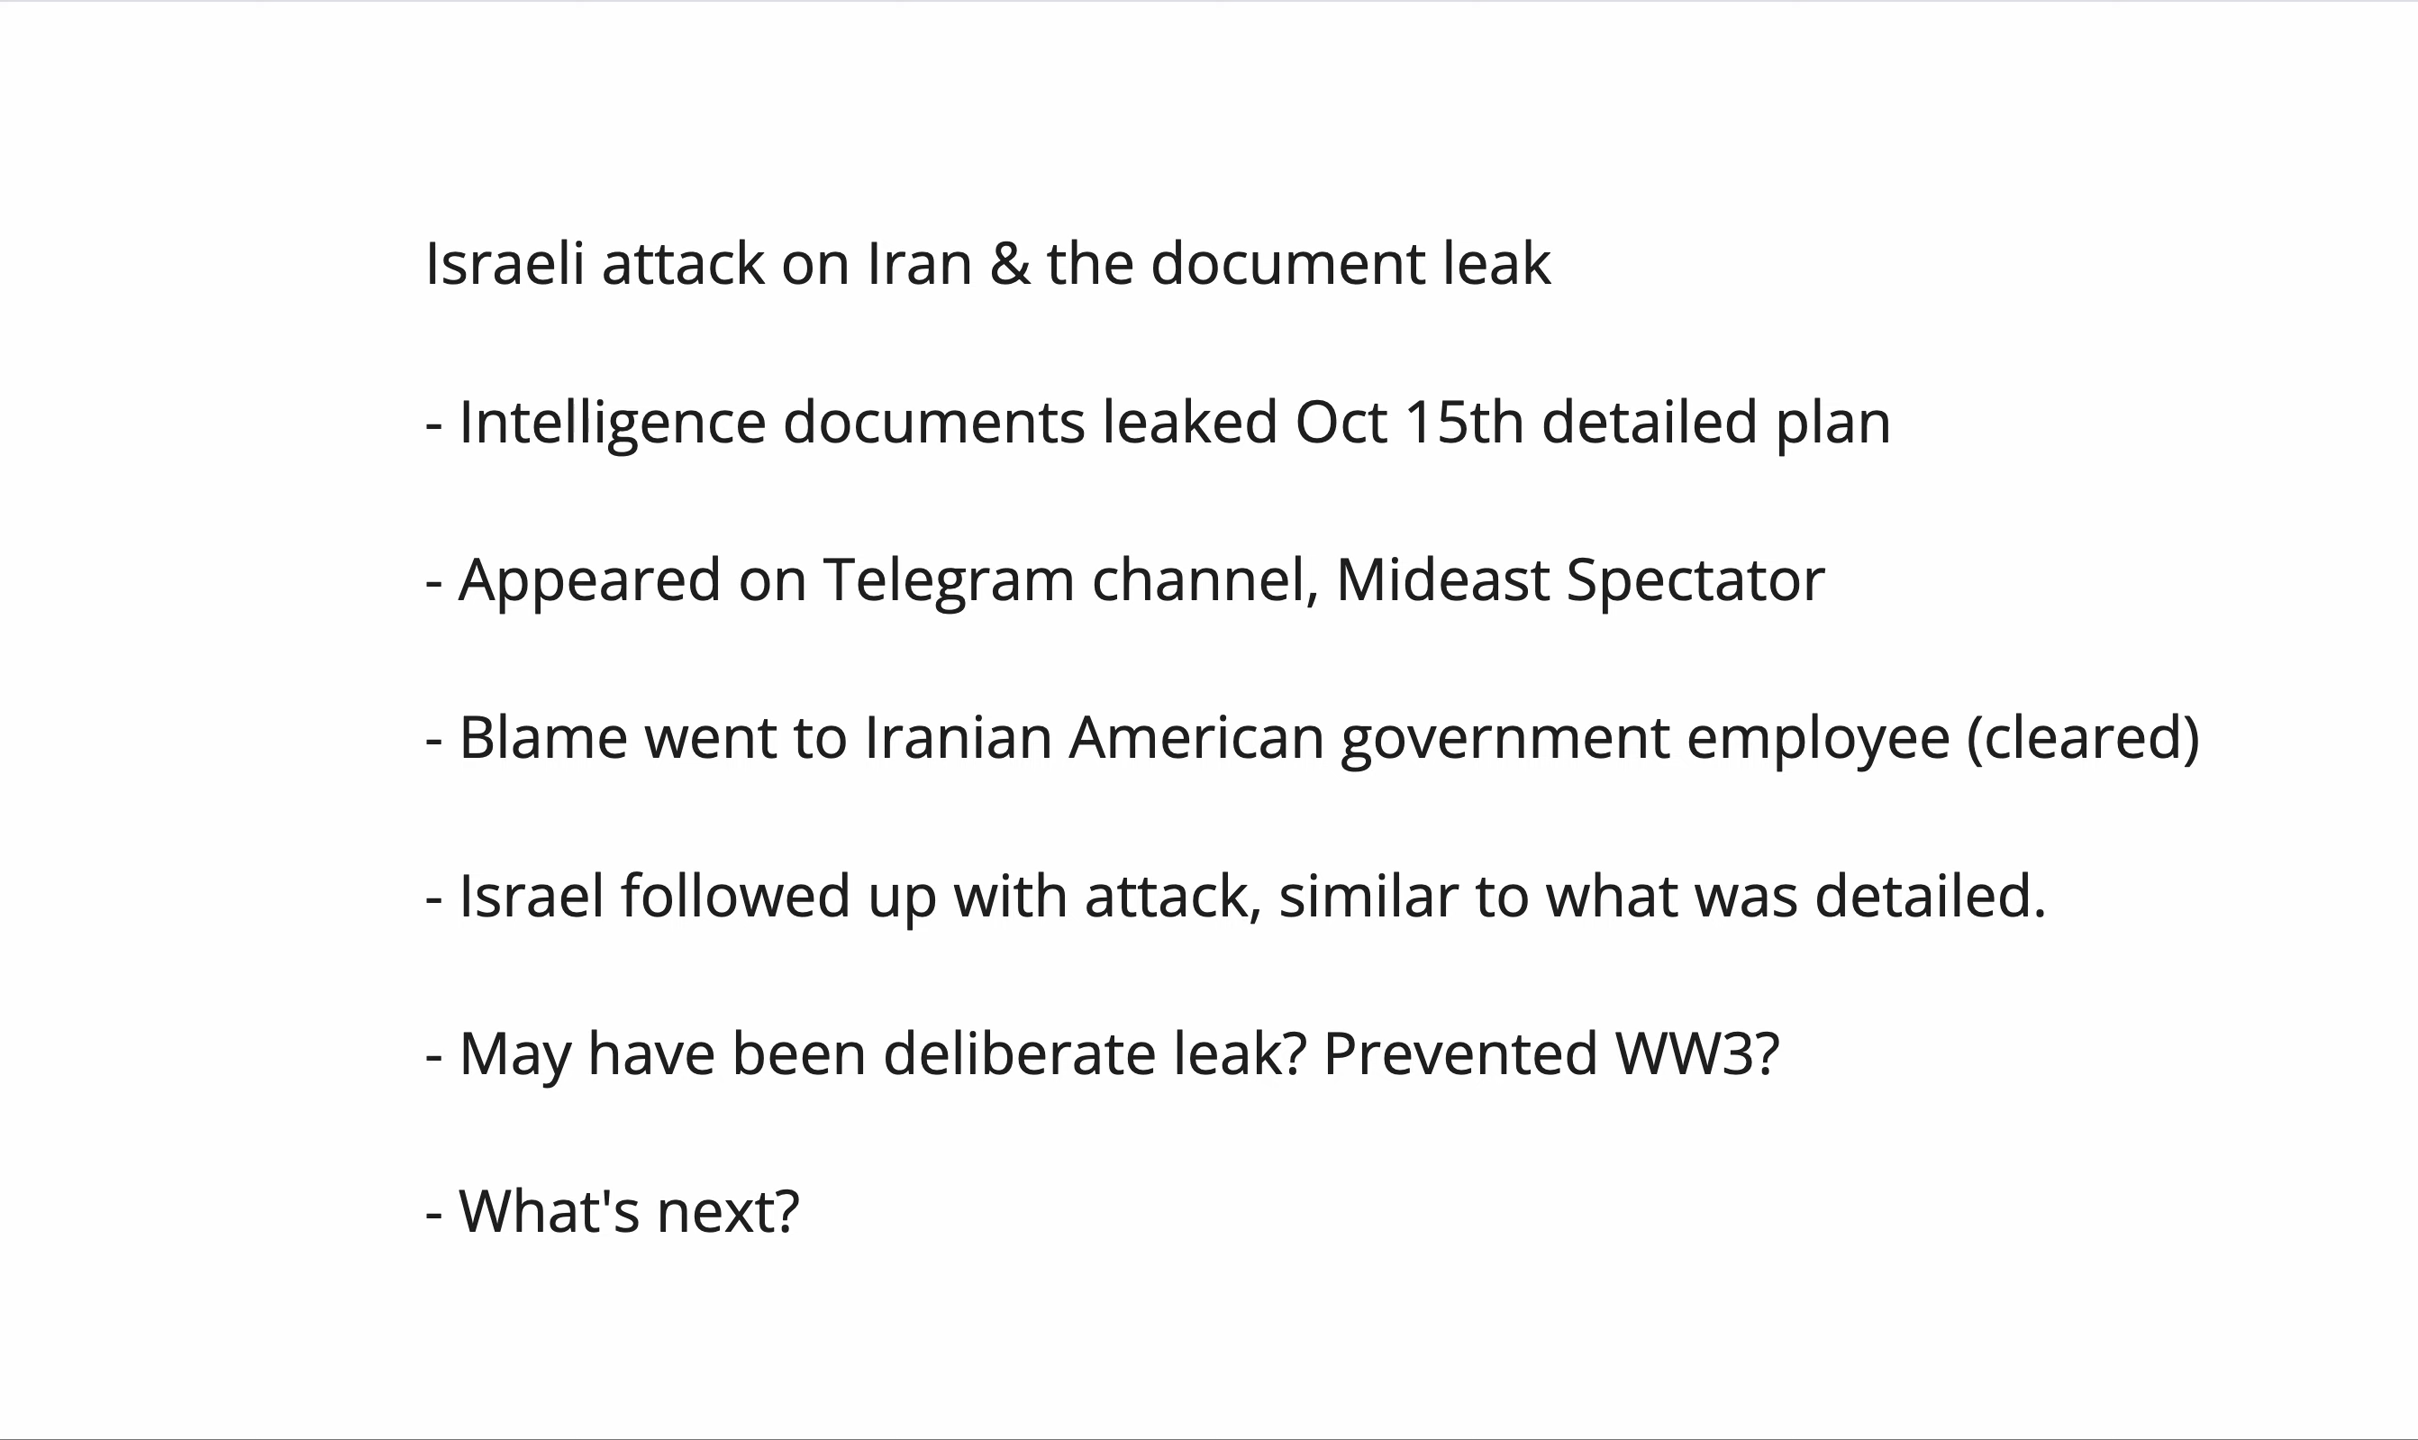 Israeli attack on Iran & the document leak
- Intelligence documents leaked Oct 15th detailed plan
- Appeared on Telegram channel, Mideast Spectator
- Blame went to Iranian American government employee (cleared)
- Israel followed up with attack, similar to what was detailed.
- May have been deliberate leak? Prevented WW3?
- What's next?